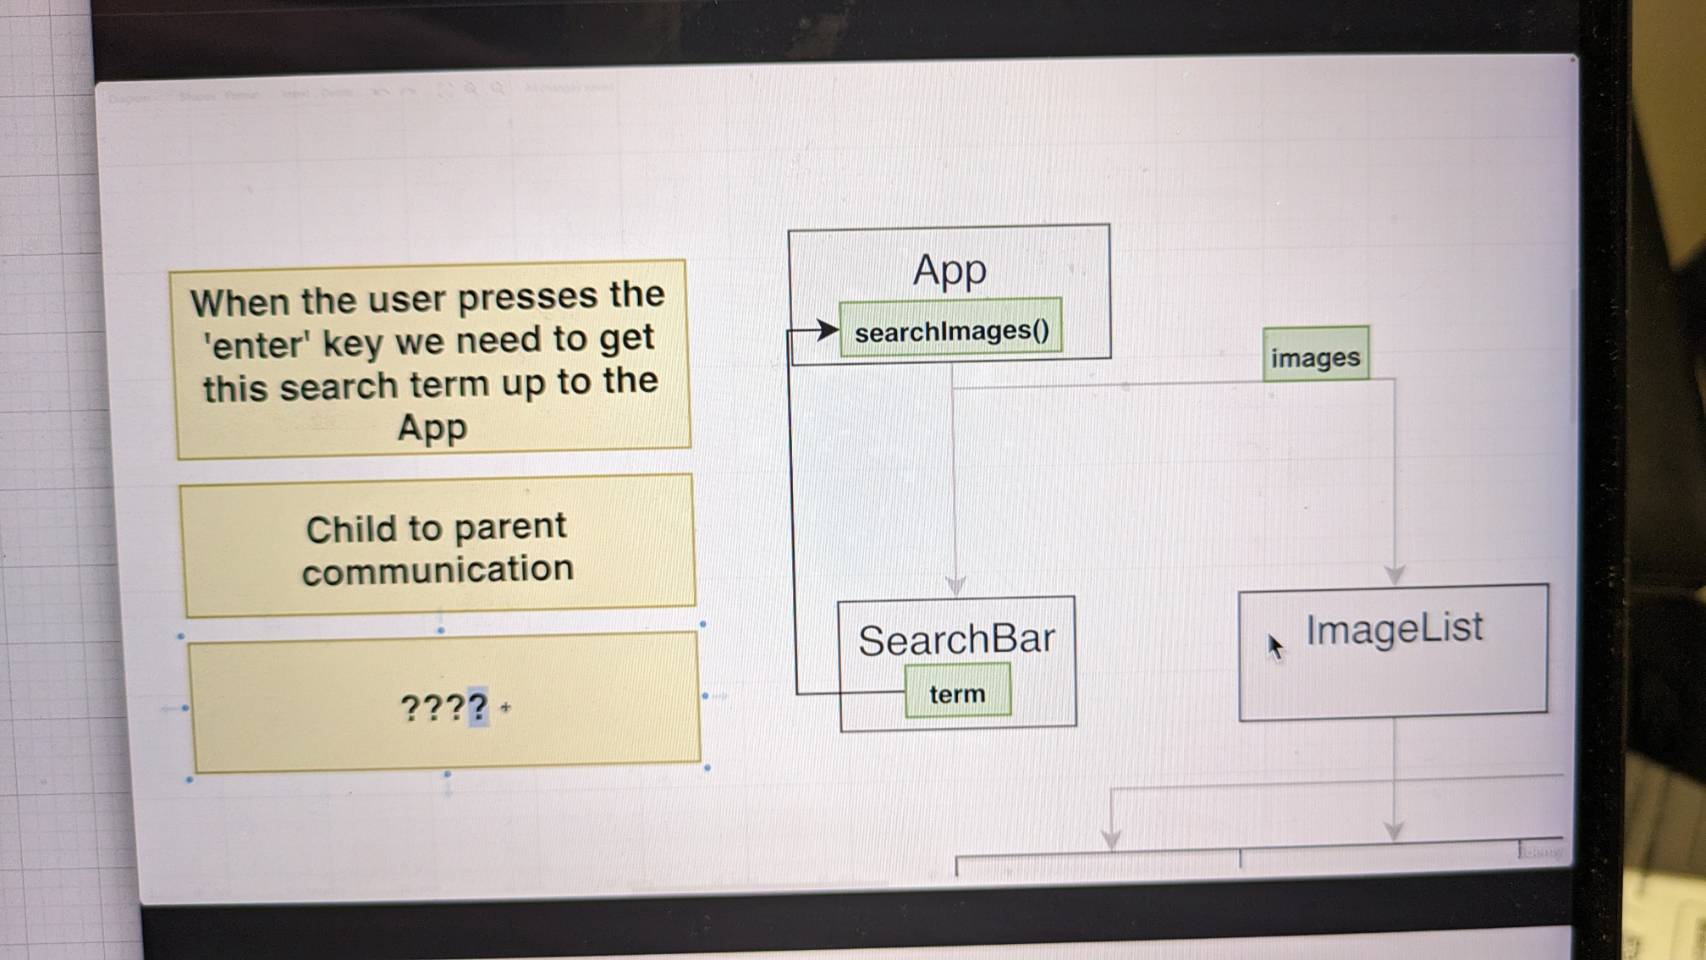 When the user presses the
'enter' key we need to get
this search term up to the
App
Child to parent
communication
????
App
searchImages()
images
SearchBar
term
ImageList